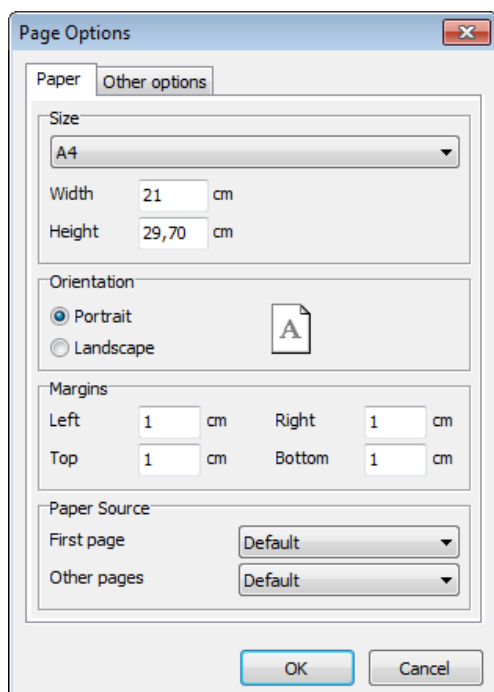 Page Options
Paper Other options
Size
A4
Width 21 cm
Height 29,70 cm
Orientation
Portrait
A
Landscape
Margins
Left 1 cm Right 1 cm
Top 1 cm Bottom 1 cm
Paper Source
First page Default
Other pages Default
OK Cancel